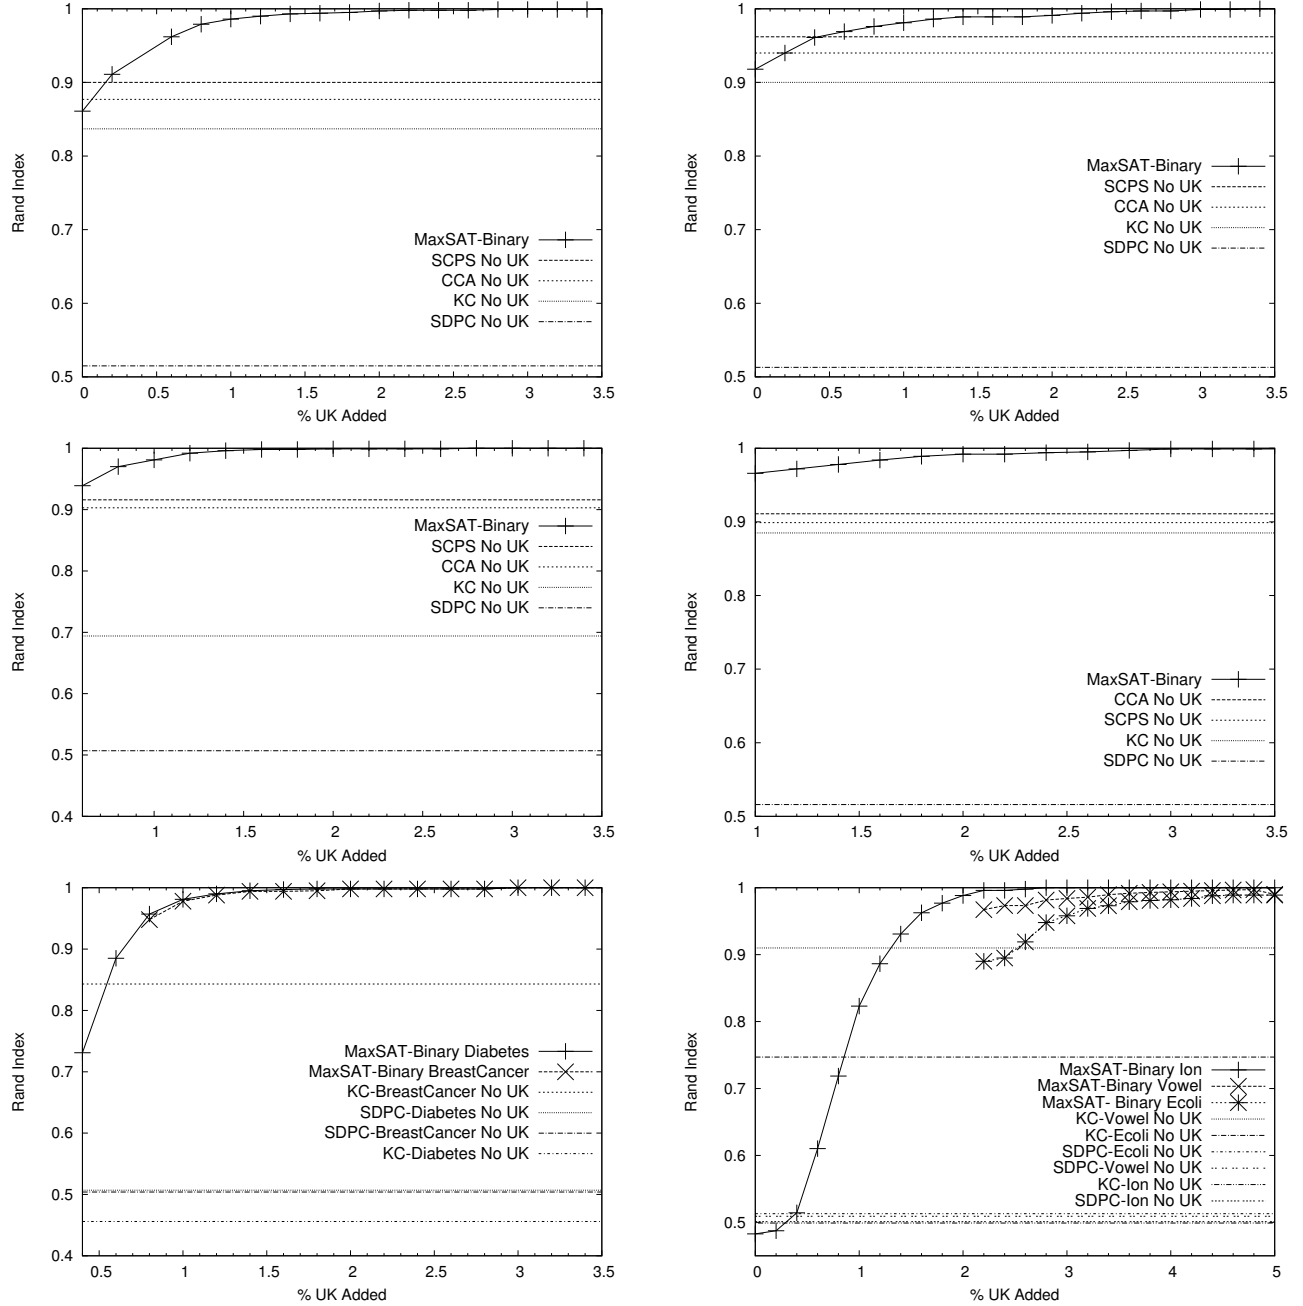 1
0.9
0.8
0.7
0.6
0.5
0 0.5 1 1.5 2 2.5 3 3.5
Rand Index
% UK Added
MaxSAT-Binary
SCPS No UK
CCA No UK
KC No UK
SDPC No UK
1
0.9
0.8
0.7
0.6
0.5
0 0.5 1 1.5 2 2.5 3 3.5
Rand Index
% UK Added
MaxSAT-Binary
SCPS No UK
CCA No UK
KC No UK
SDPC No UK
1
0.9
0.8
0.7
0.6
0.5
0.4
1 1.5 2 2.5 3 3.5
Rand Index
% UK Added
MaxSAT-Binary
SCPS No UK
CCA No UK
KC No UK
SDPC No UK
1
0.9
0.8
0.7
0.6
0.5
1 1.5 2 2.5 3 3.5
Rand Index
% UK Added
MaxSAT-Binary
CCA No UK
SCPS No UK
KC No UK
SDPC No UK
1
0.9
0.8
0.7
0.6
0.5
0.4
0.5 1 1.5 2 2.5 3 3.5
Rand Index
% UK Added
MaxSAT-Binary Diabetes
MaxSAT-Binary BreastCancer
KC-BreastCancer No UK
SDPC-Diabetes No UK
SDPC-BreastCancer No UK
KC-Diabetes No UK
1
0.9
0.8
0.7
0.6
0.5
0 1 2 3 4 5
Rand Index
% UK Added
MaxSAT-Binary Ion
MaxSAT-Binary Vowel
MaxSAT- Binary Ecoli
KC-Vowel No UK
KC-Ecoli No UK
SDPC-Ecoli No UK
SDPC-Vowel No UK
KC-Ion No UK
SDPC-Ion No UK